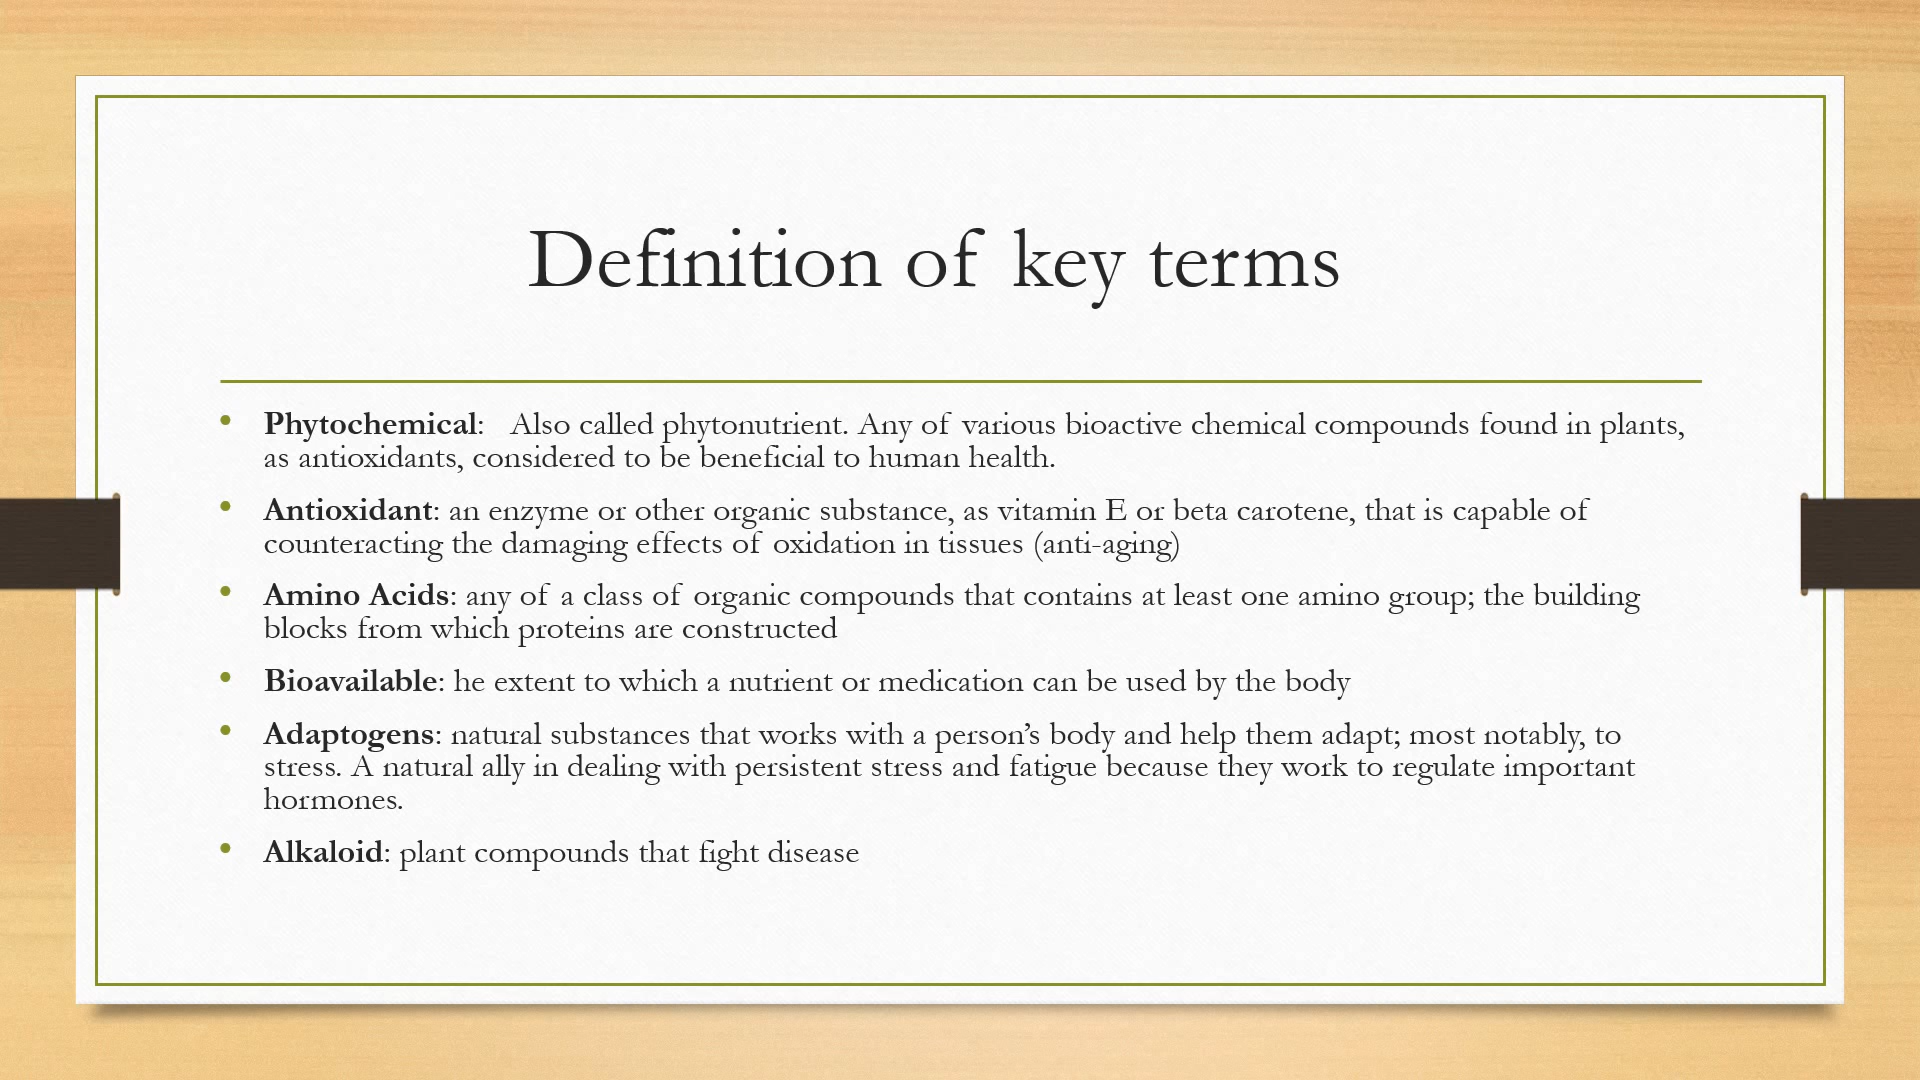 Definition of key terms
• Phytochemical: Also called phytonutrient. Any of various bioactive chemical compounds found in plants,
as antioxidants, considered to be beneficial to human health.
• Antioxidant: an enzyme or other organic substance, as vitamin E or beta carotene, that is capable of
counteracting the damaging effects of oxidation in tissues (anti-aging)
• Amino Acids: any of a class of organic compounds that contains at least one amino group; the building
blocks from which proteins are constructed
• Bioavailable: he extent to which a nutrient or medication can be used by the body
• Adaptogens: natural substances that works with a person’s body and help them adapt; most notably, to
stress. A natural ally in dealing with persistent stress and fatigue because they work to regulate important
hormones.
• Alkaloid: plant compounds that fight disease